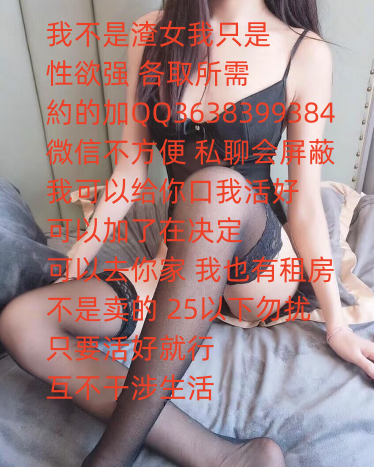 我不是渣女我只是
性欲强 各取所需
約的加QQ3638399384
微信不方便 私聊会屏蔽
我可以给你口我活好
可以加了在决定
可以去你家 我也有租房
不是卖的 25以下勿扰
只要活好就行
互不干涉生活